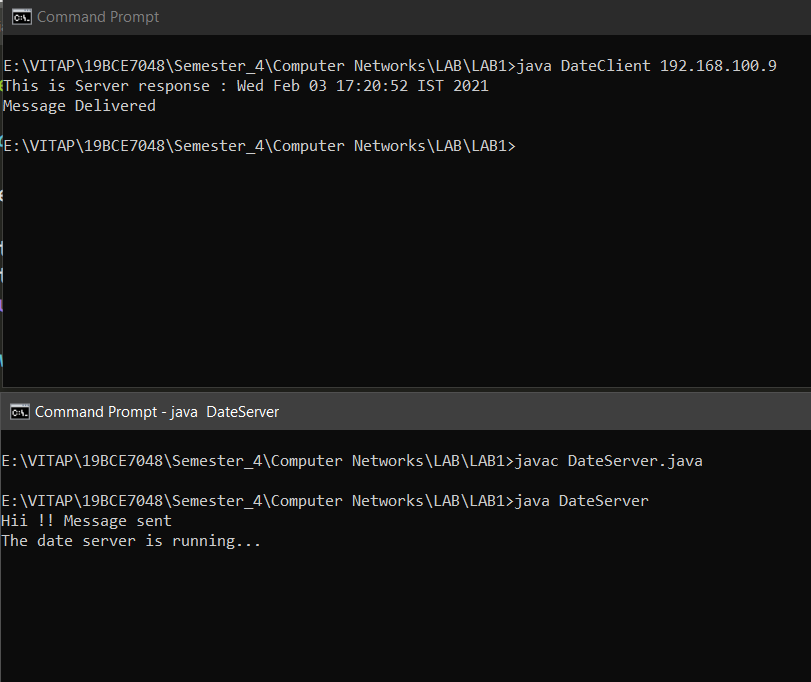 Command Prompt
E:\VITAP\19BCE7048\Semester_4\Computer Networks\LAB\LAB1>java DateClient 192.168.100.9
This is Server response : Wed Feb 03 17:20:52 IST 2021
Message Delivered
E:\VITAP\19BCE7048\Semester_4\Computer Networks\LAB\LAB1>
Command Prompt - java  DateServer
E:\VITAP\19BCE7048\Semester_4\Computer Networks\LAB\LAB1>javac DateServer.java
E:\VITAP\19BCE7048\Semester_4\Computer Networks\LAB\LAB1>java DateServer
Hii !! Message sent
The date server is running...